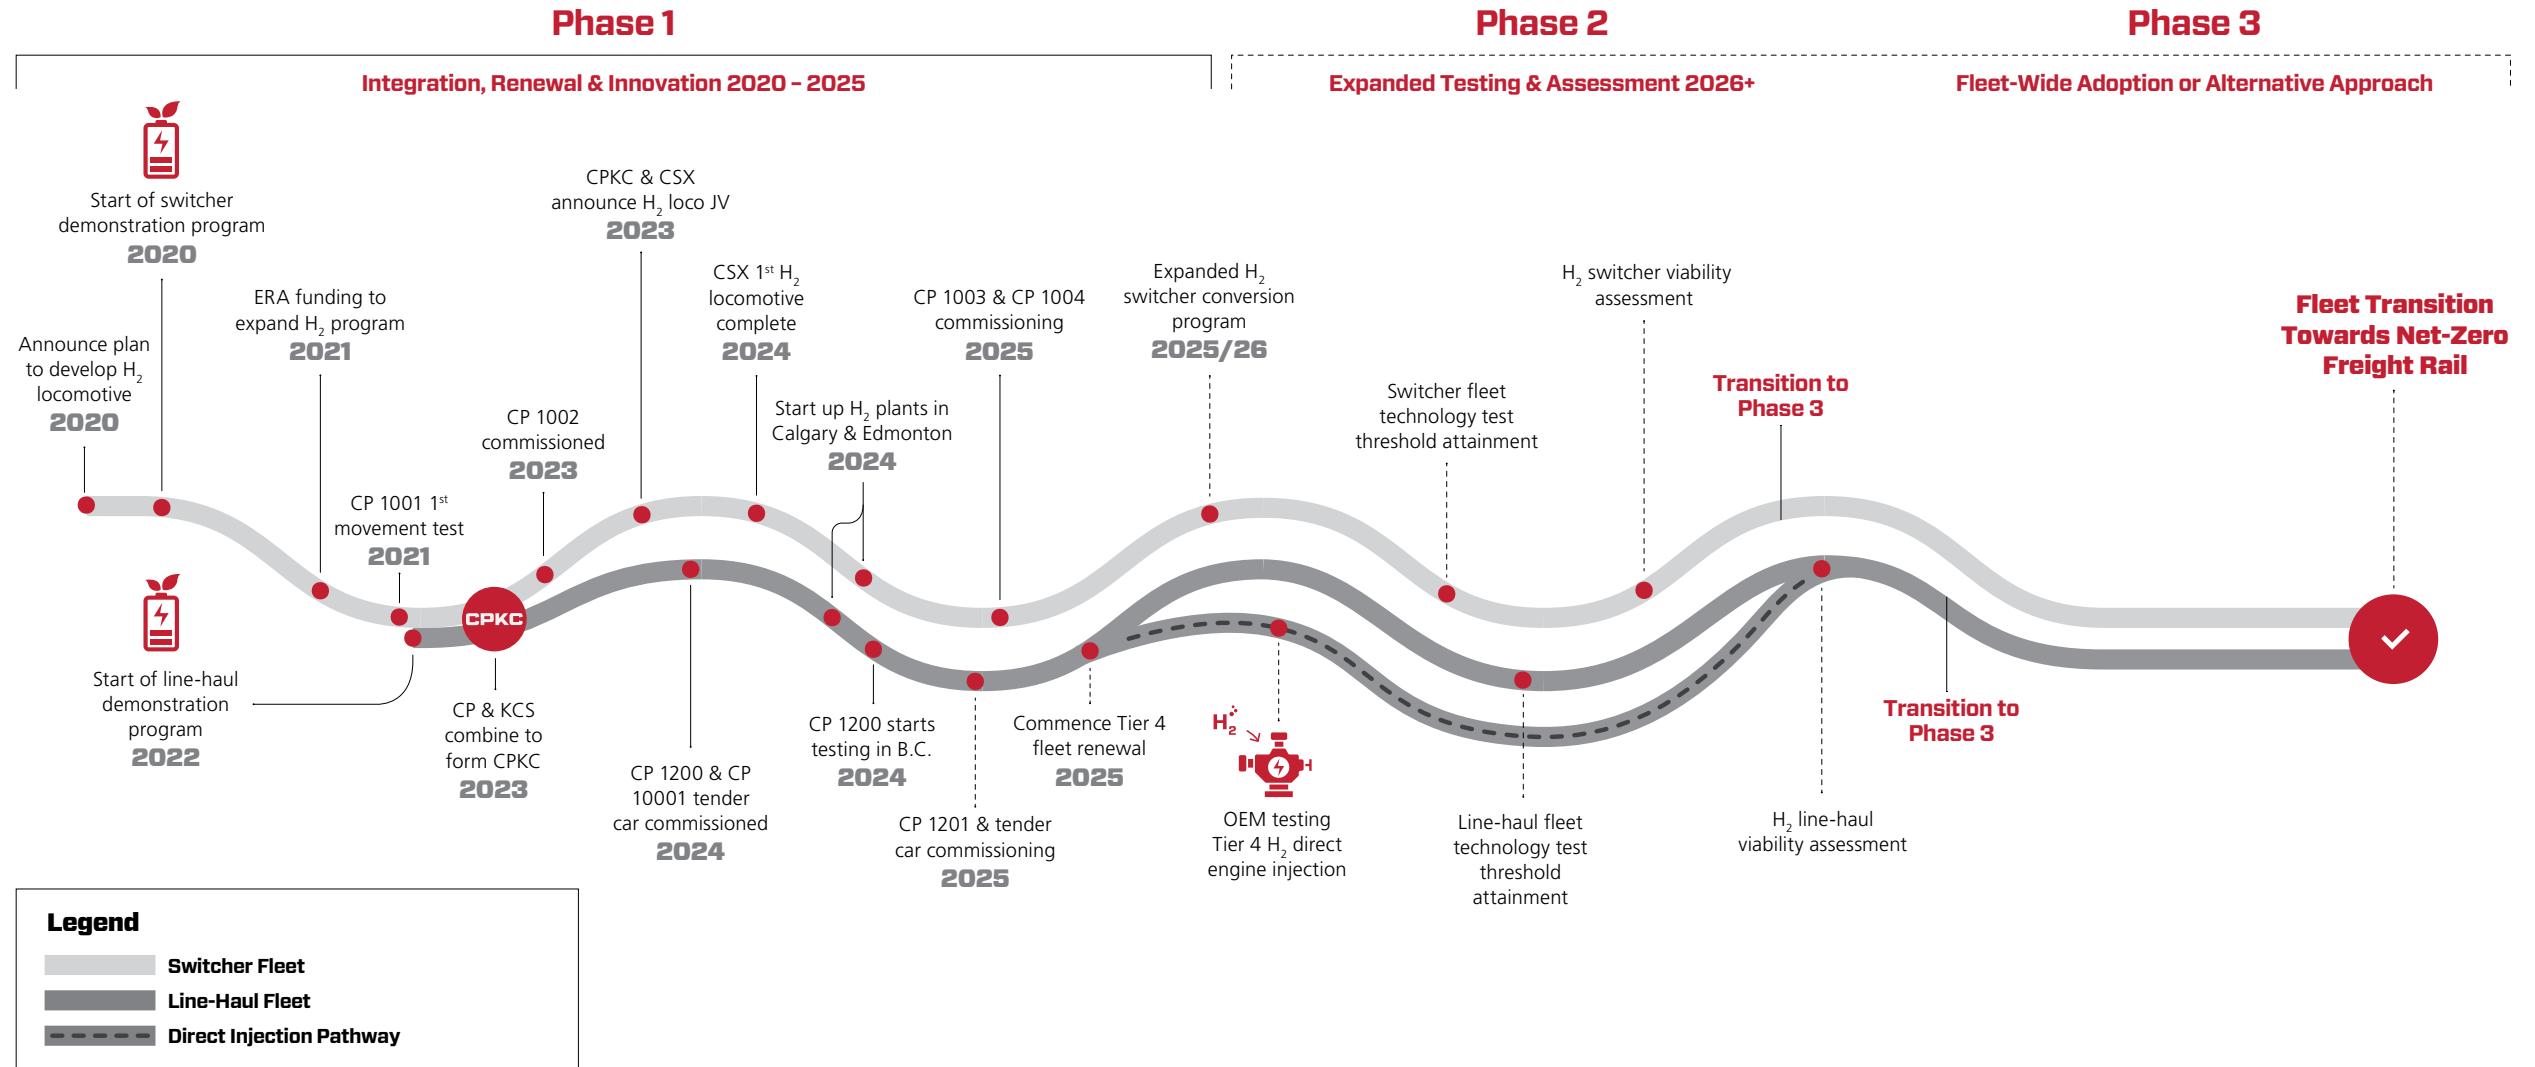 Phase 1
Phase 2
Phase 3
Integration, Renewal & Innovation 2020 – 2025
Expanded Testing & Assessment 2026+
Fleet-Wide Adoption or Alternative Approach
Announce plan
to develop H2
locomotive
2020
Start of switcher
demonstration program
2020
ERA funding to
expand H2 program
2021
CP 1001 1st
movement test
2021
Start of line-haul
demonstration
program
2022
CPKC
CP & KCS
combine to
form CPKC
2023
CP 1002
commissioned
2023
CPKC & CSX
announce H2 loco JV
2023
CP 1200 & CP
10001 tender
car commissioned
2024
CSX 1st H2
locomotive
complete
2024
Start up H2 plants in
Calgary & Edmonton
2024
CP 1200 starts
testing in B.C.
2024
CP 1201 & tender
car commissioning
2025
CP 1003 & CP 1004
commissioning
2025
Commence Tier 4
fleet renewal
2025
Expanded H2
switcher conversion
program
2025/26
H2
OEM testing
Tier 4 H2 direct
engine injection
Switcher fleet
technology test
threshold attainment
Line-haul fleet
technology test
threshold
attainment
H2 switcher viability
assessment
Transition to
Phase 3
H2 line-haul
viability assessment
Transition to
Phase 3
Fleet Transition
Towards Net-Zero
Freight Rail
Legend
Switcher Fleet
Line-Haul Fleet
Direct Injection Pathway